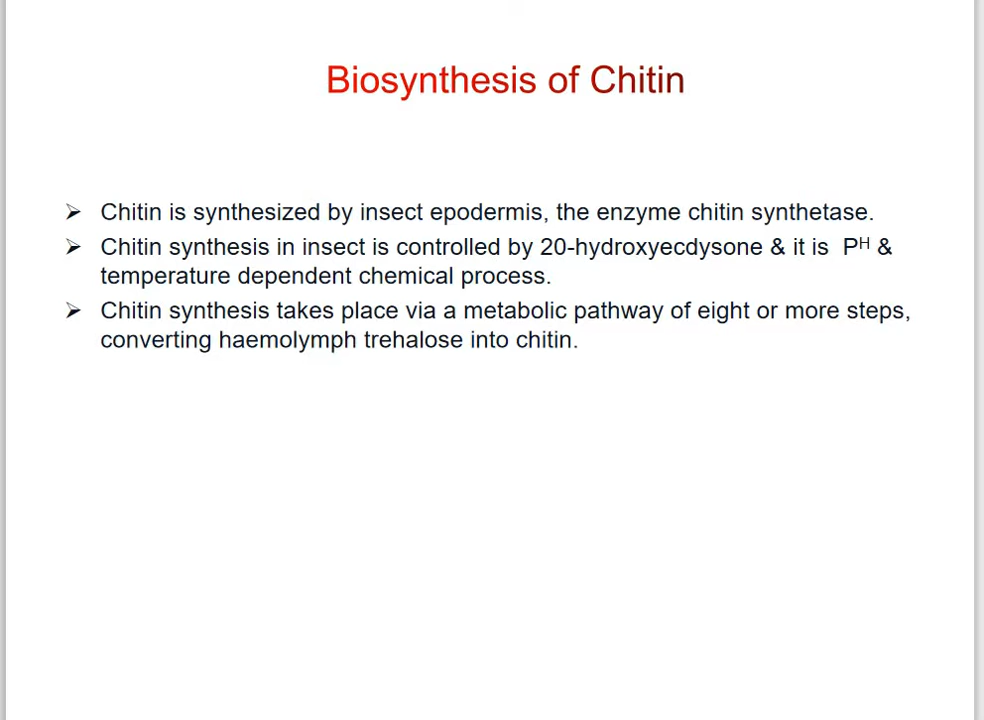 Biosynthesis of Chitin
➢ Chitin is synthesized by insect epodermis, the enzyme chitin synthetase.
➢ Chitin synthesis in insect is controlled by 20-hydroxyecdysone & it is Pᴴ &
temperature dependent chemical process.
➢ Chitin synthesis takes place via a metabolic pathway of eight or more steps,
converting haemolymph trehalose into chitin.